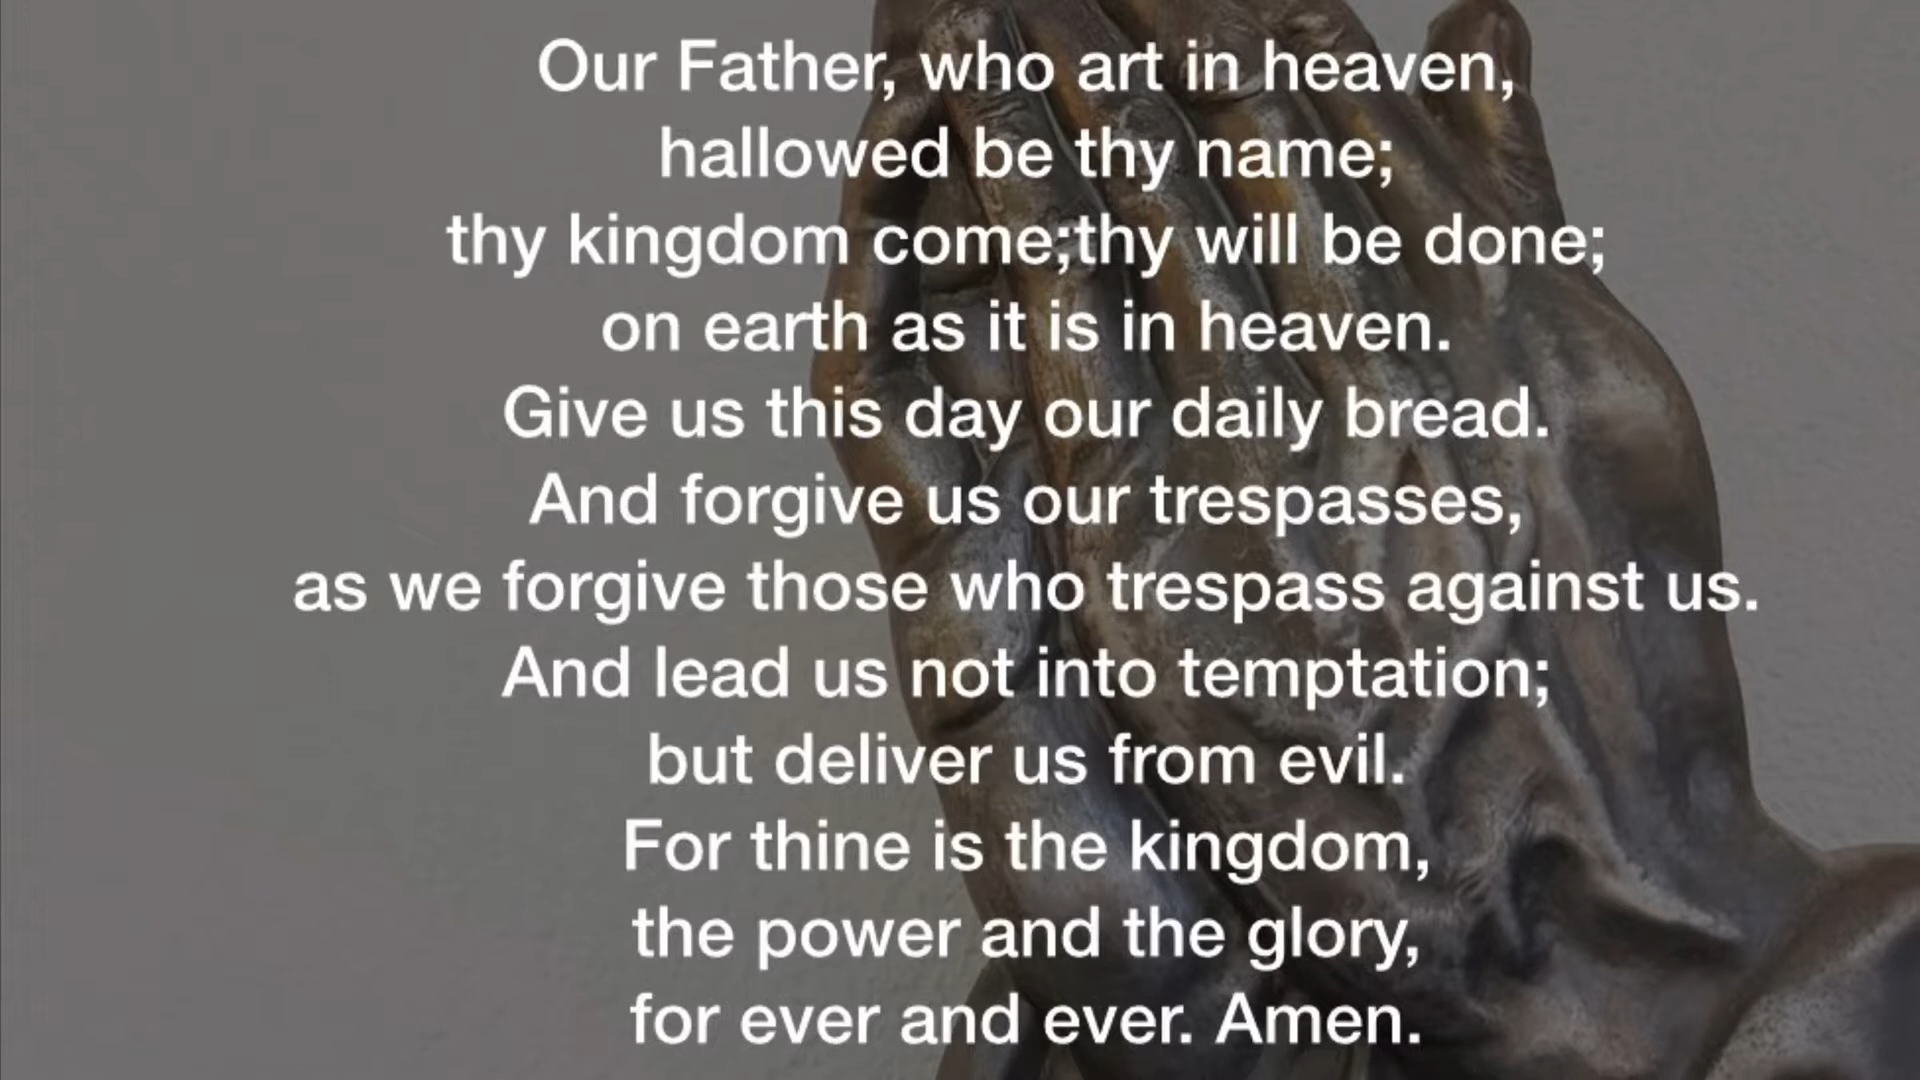 Our Father, who art in heaven,
hallowed be thy name;
thy kingdom come;thy will be done;
on earth as it is in heaven.
Give us this day our daily bread.
And forgive us our trespasses,
as we forgive those who trespass against us.
And lead us not into temptation;
but deliver us from evil.
For thine is the kingdom,
the power and the glory,
for ever and ever. Amen.